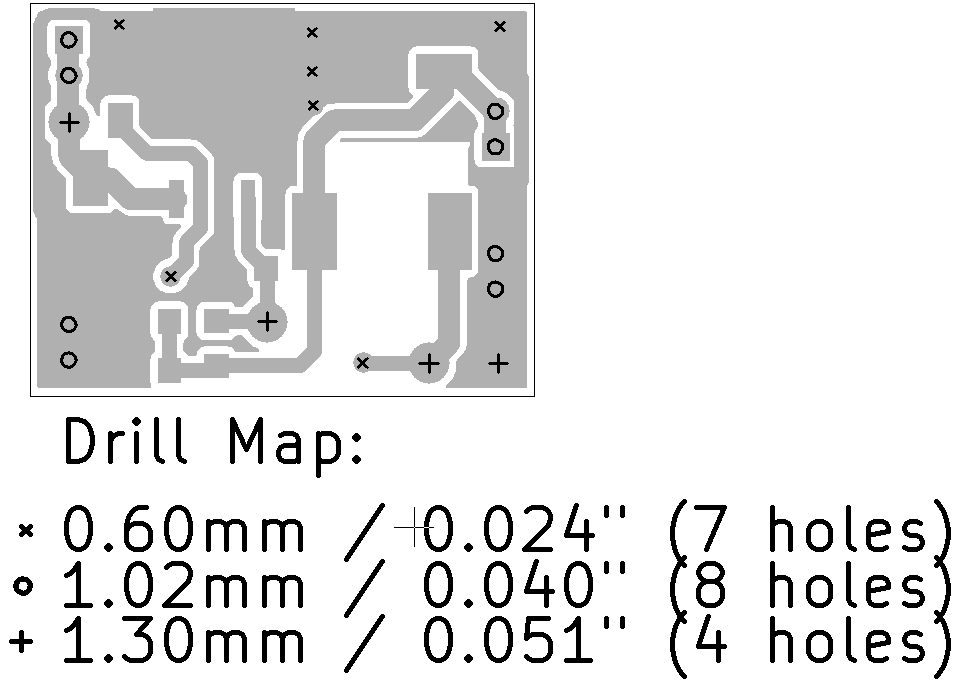 Drill Map:
× 0.60mm / 0.024" (7 holes)
o 1.02mm / 0.040" (8 holes)
+ 1.30mm / 0.051" (4 holes)